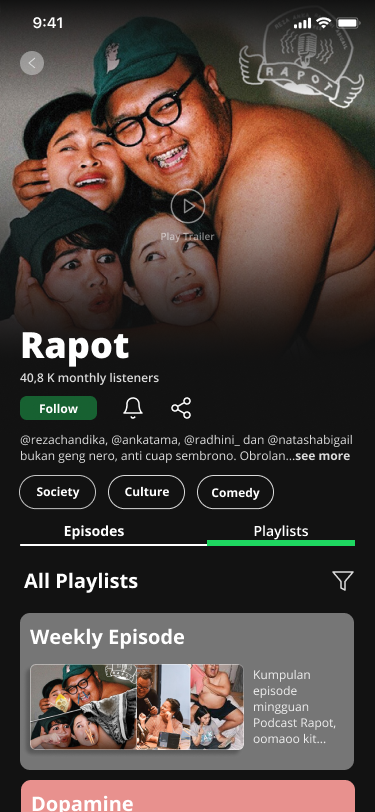 9:41
RAPOT
Play Trailer
Rapot
40,8 K monthly listeners
Follow
@rezachandika, @ankatama, @radhini_ dan @natashabigail
bukan geng nero, anti cuap sembrono. Obrolan...see more
Society
Culture
Comedy
Episodes
Playlists
All Playlists
Weekly Episode
Kumpulan
episode
mingguan
Podcast Rapot,
oomaoo kit...
Dopamine